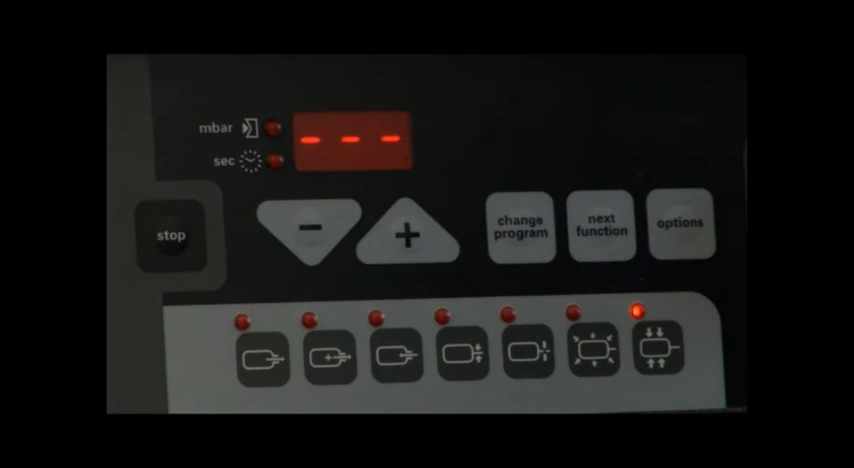 mbar
sec
- - -
stop
-
+
change
program
next
function
options